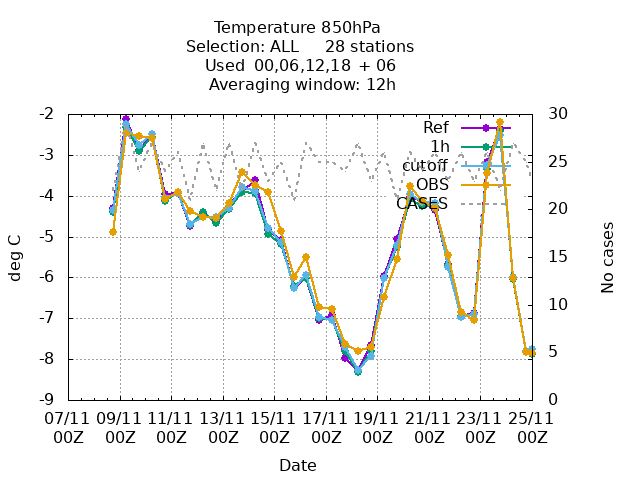 Temperature 850hPa
Selection: ALL 28 stations
Used 00,06,12,18 + 06
Averaging window: 12h
Ref
1h
cutoff
OBS
CASES
deg C
-2
-3
-4
-5
-6
-7
-8
-9
No cases
30
25
20
15
10
5
0
07/11 09/11 11/11 13/11 15/11 17/11 19/11 21/11 23/11 25/11
00Z 00Z 00Z 00Z 00Z 00Z 00Z 00Z 00Z 00Z
Date